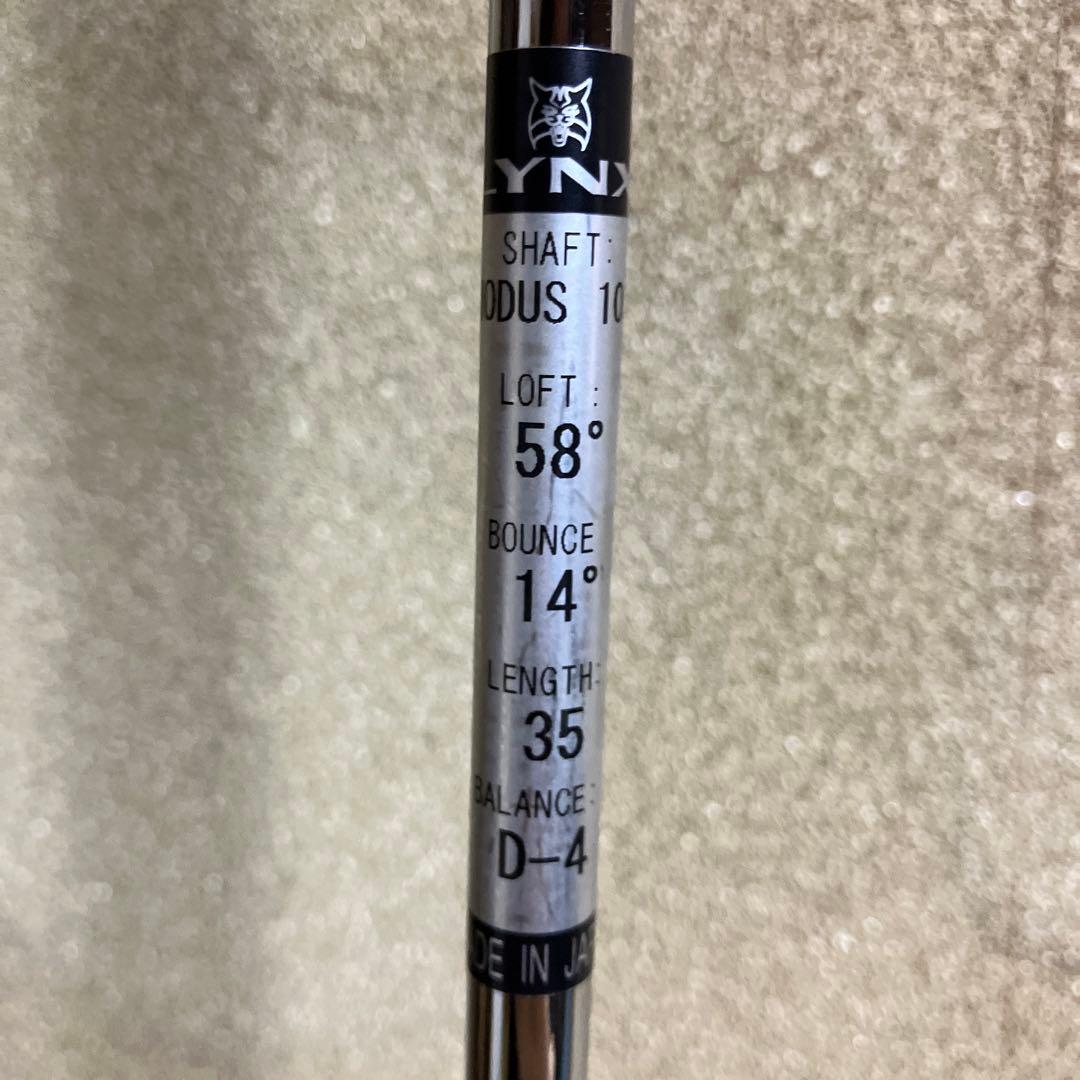 LYNX
SHAFT:
ODUS 10
LOFT :
58°
BOUNCE
14°
LENGTH:
35
BALANCE:
D-4
DE IN JA